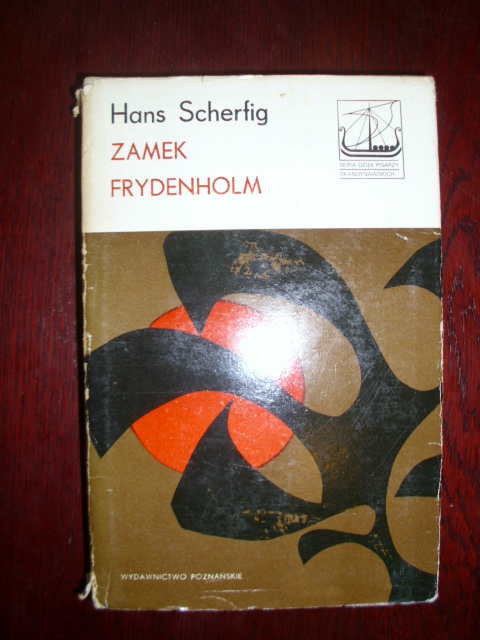 Hans Scherfig
ZAMEK
FRYDENHOLM
SERIA DZIEŁ PISARZY
SKANDYNAWSKICH
WYDAWNICTWO POZNAŃSKIE